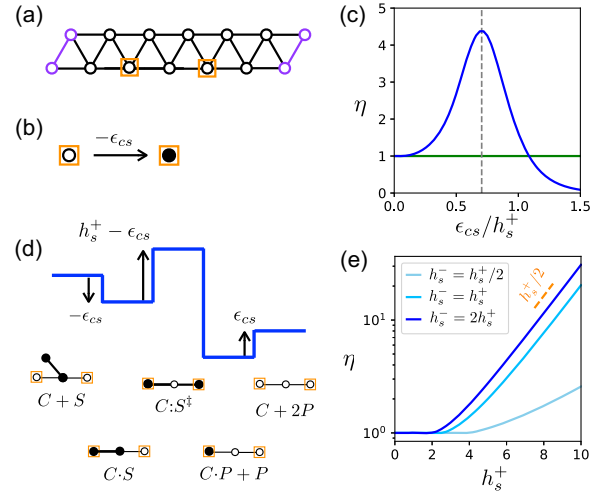 (a)
(b)
−ϵ_cs
(c)
η
5
4
3
2
1
0
0.0 0.5 1.0 1.5
ϵ_cs/h_s^+
(d)
h_s^+ − ϵ_cs
−ϵ_cs
ϵ_cs
C + S
C:S^‡
C + 2P
C·S
C·P + P
(e)
h_s^- = h_s^+/2
h_s^- = h_s^+
h_s^- = 2h_s^+
h_s^+/2
η
10^1
10^0
0 2 4 6 8 10
h_s^+